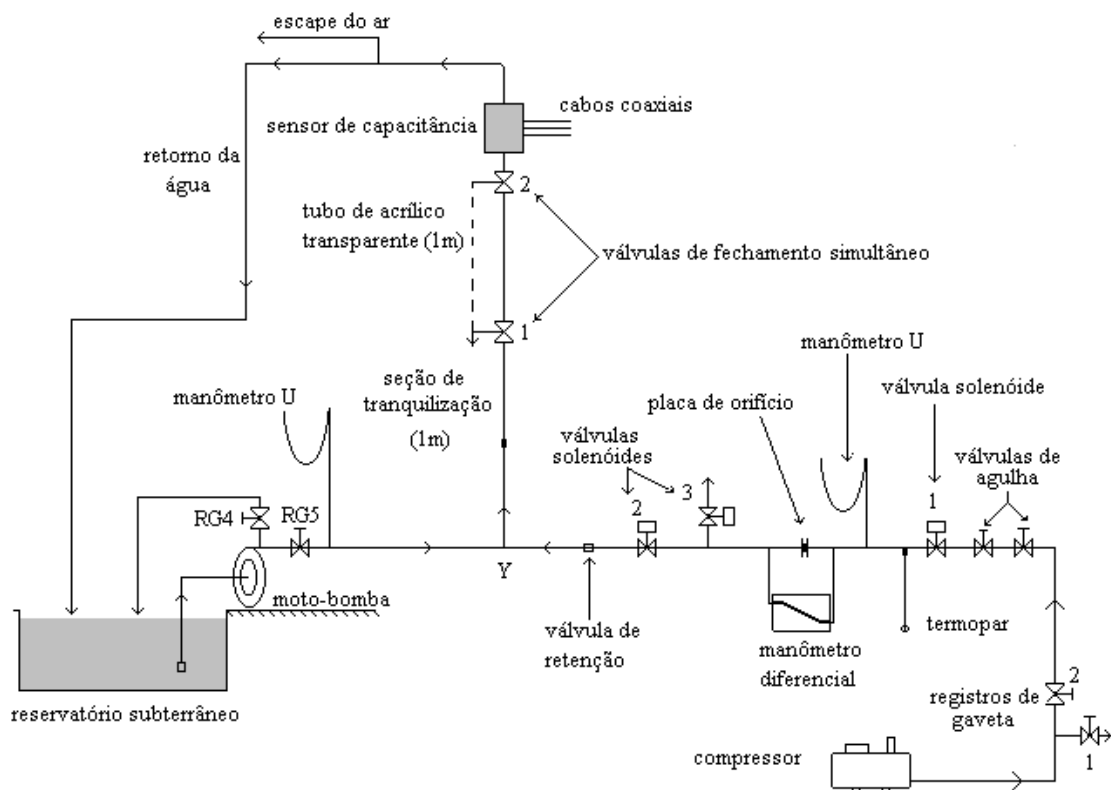 escape do ar
cabos coaxiais
sensor de capacitância
retorno da
água
2
tubo de acrílico
transparente (1m)
válvulas de fechamento simultâneo
1
manômetro U
seção de
tranquilização
(1m)
manômetro U
válvula solenóide
placa de orifício
válvulas
solenóides
válvulas de
agulha
2
3
1
RG4
RG5
Y
moto-bomba
válvula de
retenção
manômetro
diferencial
termopar
reservatório subterrâneo
2
registros de
gaveta
compressor
1